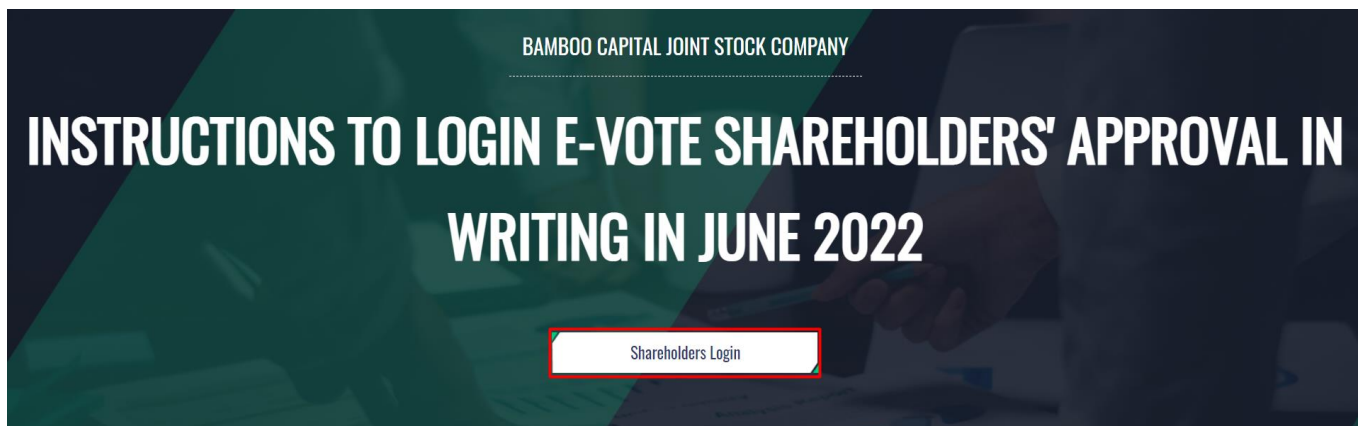 BAMBOO CAPITAL JOINT STOCK COMPANY
INSTRUCTIONS TO LOGIN E-VOTE SHAREHOLDERS' APPROVAL IN
WRITING IN JUNE 2022
Shareholders Login